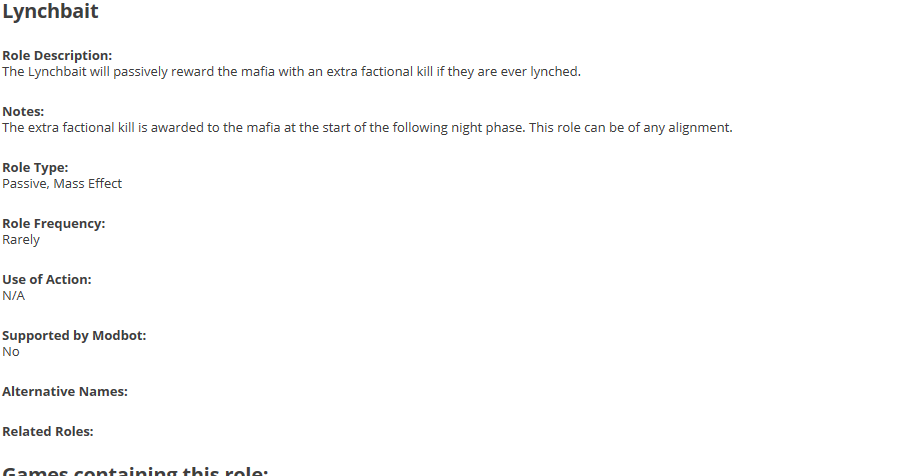 Lynchbait
Role Description:
The Lynchbait will passively reward the mafia with an extra factional kill if they are ever lynched.
Notes:
The extra factional kill is awarded to the mafia at the start of the following night phase. This role can be of any alignment.
Role Type:
Passive, Mass Effect
Role Frequency:
Rarely
Use of Action:
N/A
Supported by Modbot:
No
Alternative Names:
Related Roles:
Games containing this role: